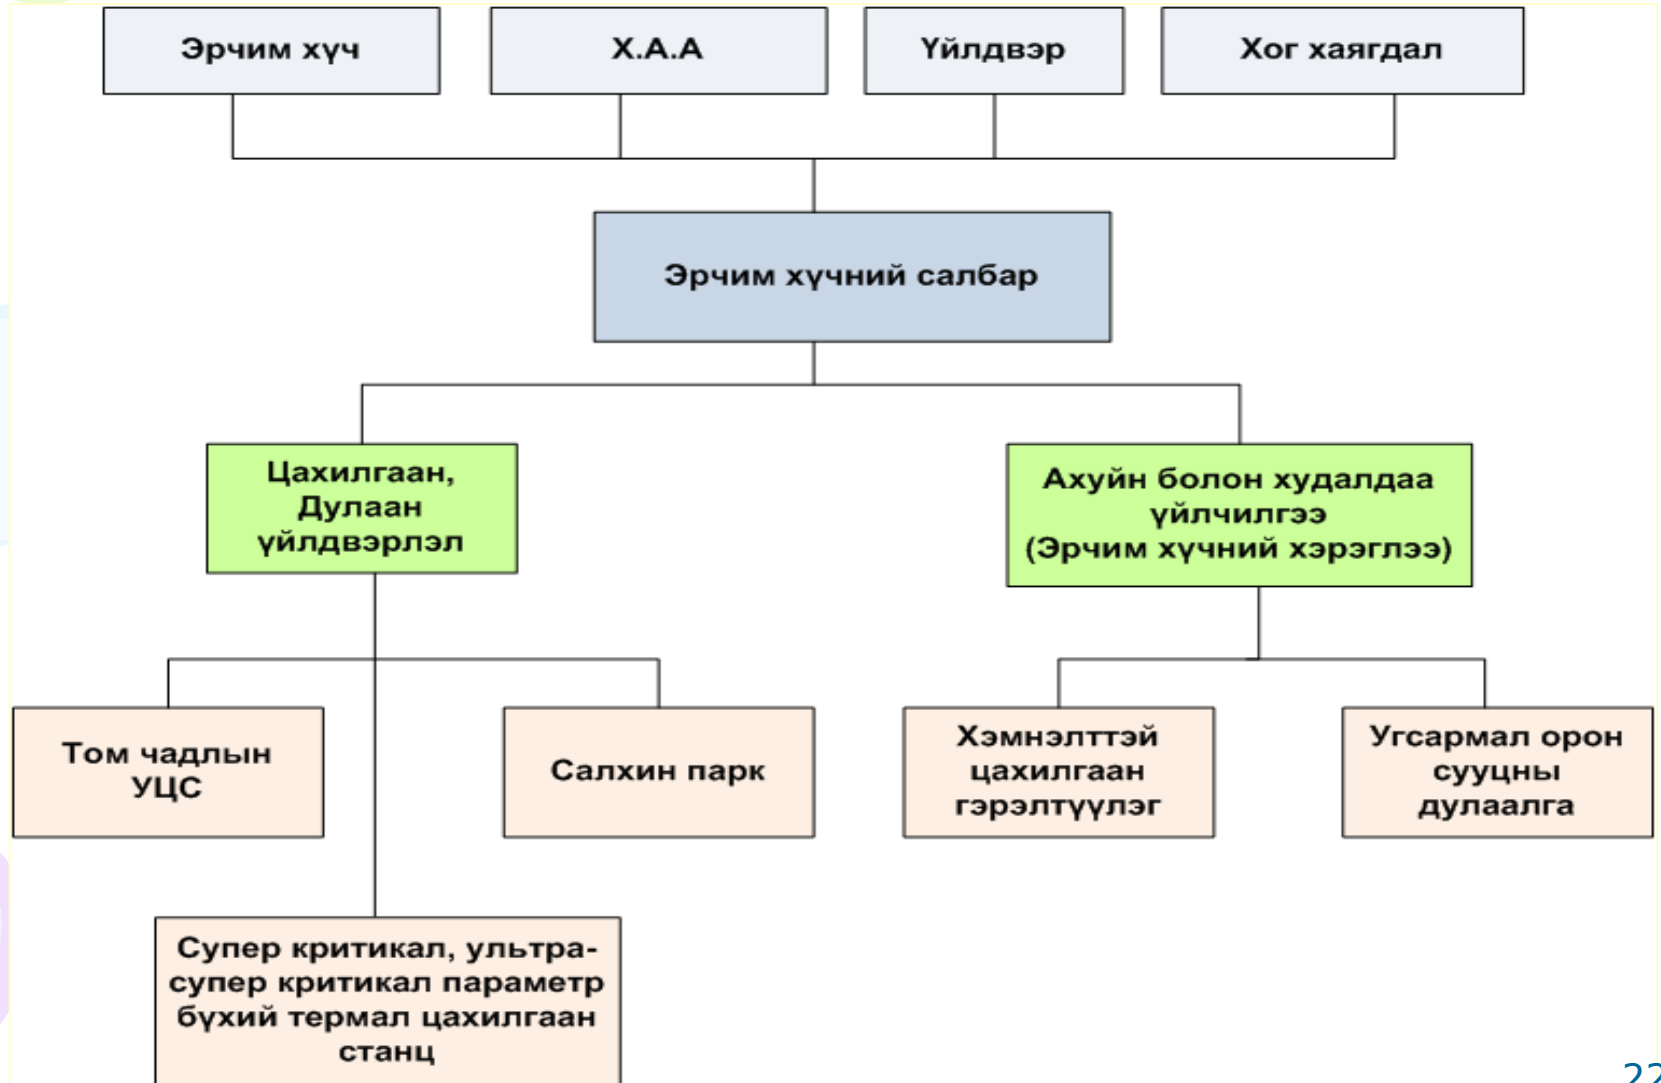 Эрчим хүч
Х.А.А
Үйлдвэр
Хог хаягдал
Эрчим хүчний салбар
Цахилгаан,
Дулаан
үйлдвэрлэл
Ахуйн болон худалдаа
үйлчилгээ
(Эрчим хүчний хэрэглээ)
Том чадлын
УЦС
Салхин парк
Хэмнэлттэй
цахилгаан
гэрэлтүүлэг
Угсармал орон
сууцны
дулаалга
Супер критикал, ультра-
супер критикал параметр
бүхий термал цахилгаан
станц
22